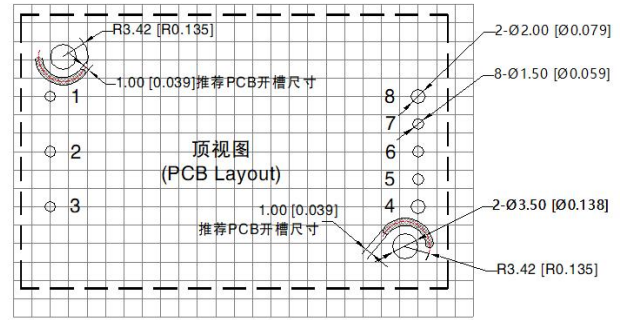 R3.42 [R0.135]
2-Ø2.00 [Ø0.079]
1.00 [0.039]推荐PCB开槽尺寸
8-Ø1.50 [Ø0.059]
1
8
7
2
顶视图
6
(PCB Layout)
5
3
1.00 [0.039]
4
2-Ø3.50 [Ø0.138]
推荐PCB开槽尺寸
R3.42 [R0.135]